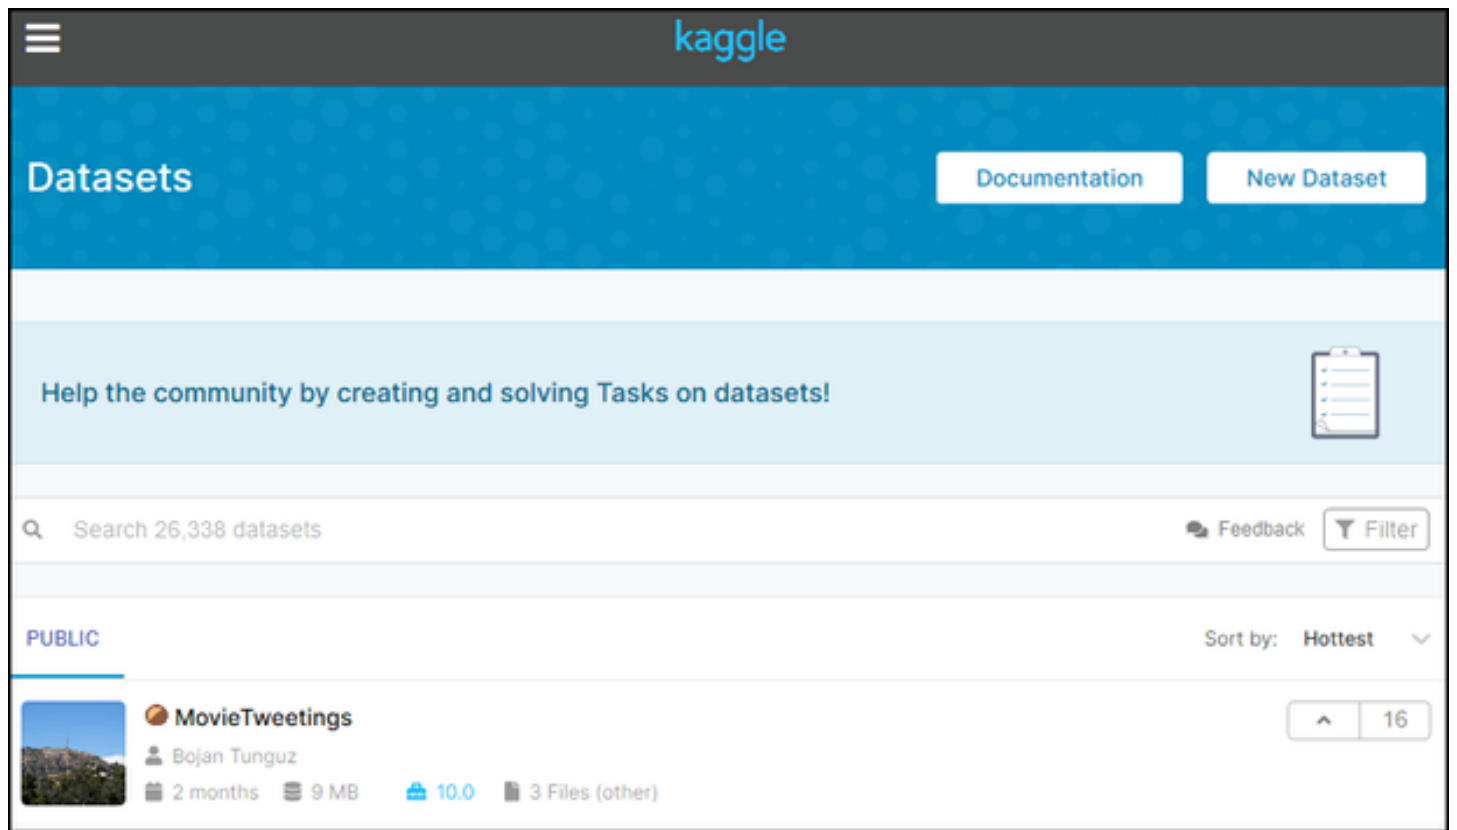 kaggle
Datasets
Documentation
New Dataset
Help the community by creating and solving Tasks on datasets!
Search 26,338 datasets
Feedback
Filter
PUBLIC
Sort by: Hottest
MovieTweetings
16
Bojan Tunguz
2 months 9 MB 10.0 3 Files (other)